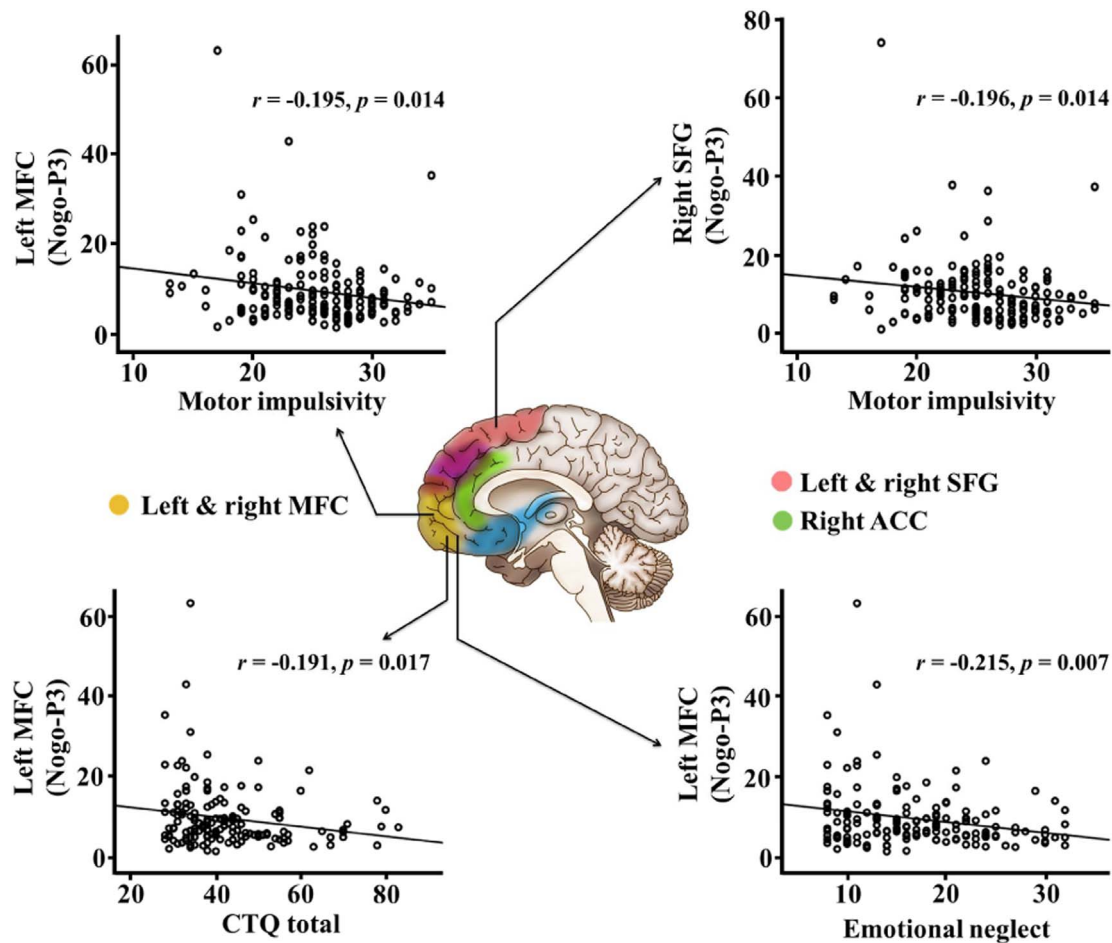 60
40
20
0
Left MFC
(Nogo-P3)
r = -0.195, p = 0.014
10 20 30
Motor impulsivity
80
60
40
20
0
Right SFG
(Nogo-P3)
r = -0.196, p = 0.014
10 20 30
Motor impulsivity
Left & right MFC
Left & right SFG
Right ACC
60
40
20
0
Left MFC
(Nogo-P3)
r = -0.191, p = 0.017
20 40 60 80
CTQ total
60
40
20
0
Left MFC
(Nogo-P3)
r = -0.215, p = 0.007
10 20 30
Emotional neglect